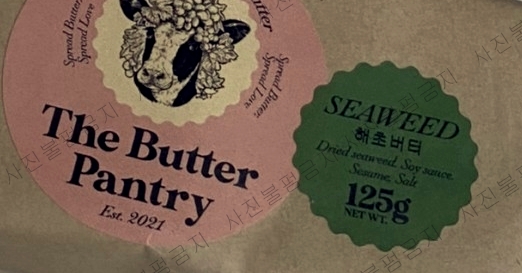 Spread Butter,
Spread Love
Butter
Spread Butter,
Spread Love
The Butter
Pantry
Est. 2021
SEAWEED
해초버터
Dried seaweed, Soy sauce,
Sesame, Salt
125g
NET WT.